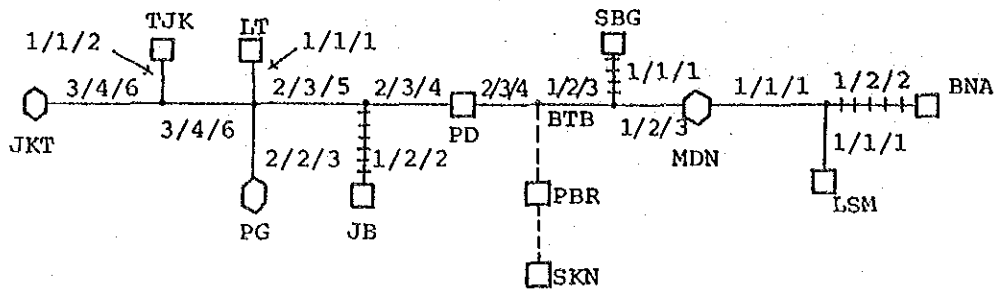 TJK
LT
SBG
1/1/2
1/1/1
3/4/6
2/3/5
2/3/4
2/3/4
1/2/3
1/1/1
1/1/1
1/2/2
BNA
JKT
3/4/6
2/2/3
1/2/2
PD
BTB
1/2/3
MDN
1/1/1
PG
JB
PBR
LSM
SKN